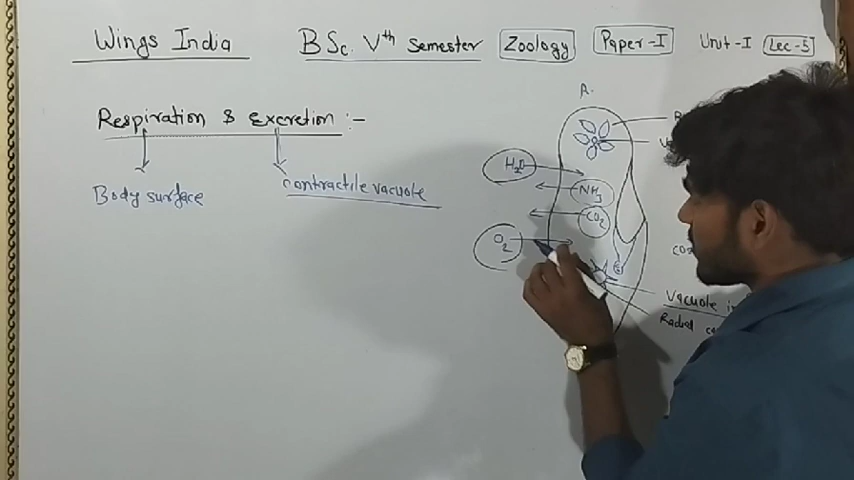 Wings India BSc. Vth Semester Zoology Paper-I Unit-I Lec-5
Respiration & Excretion :-
Body surface
contractile vacuole
A.
H2O
NH3
CO2
O2
Vacuole
Radial